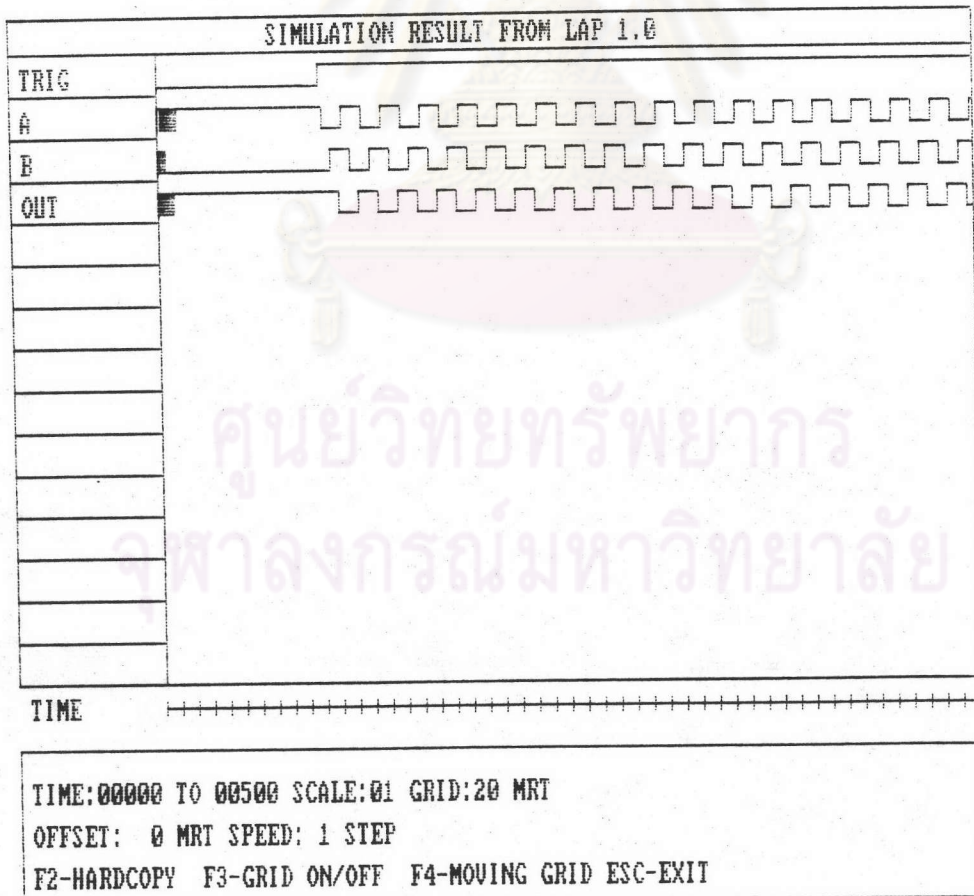 SIMULATION RESULT FROM LAP 1.0
TRIG
A
B
OUT
ศูนย์วิทยทรัพยากร
จุฬาลงกรณ์มหาวิทยาลัย
TIME
TIME:00000 TO 00500 SCALE:01 GRID:20 MRT
OFFSET: 0 MRT SPEED: 1 STEP
F2-HARDCOPY F3-GRID ON/OFF F4-MOVING GRID ESC-EXIT